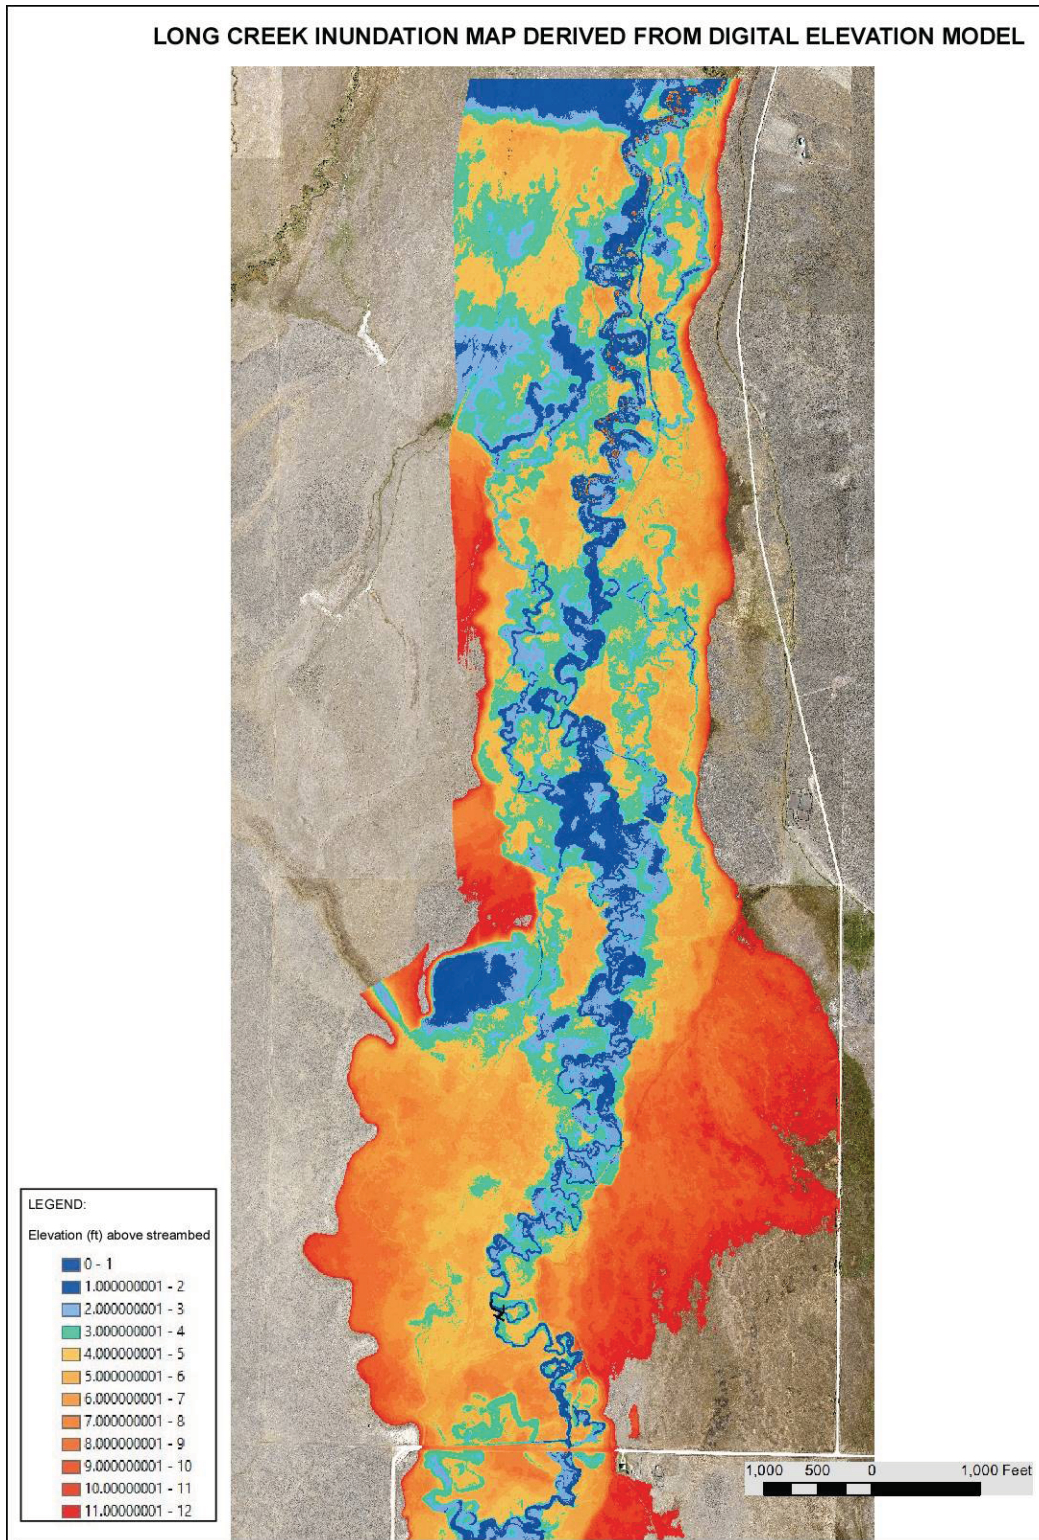 LONG CREEK INUNDATION MAP DERIVED FROM DIGITAL ELEVATION MODEL
LEGEND:
Elevation (ft) above streambed
0 - 1
1.000000001 - 2
2.000000001 - 3
3.000000001 - 4
4.000000001 - 5
5.000000001 - 6
6.000000001 - 7
7.000000001 - 8
8.000000001 - 9
9.000000001 - 10
10.00000001 - 11
11.00000001 - 12
1,000 500 0 1,000 Feet